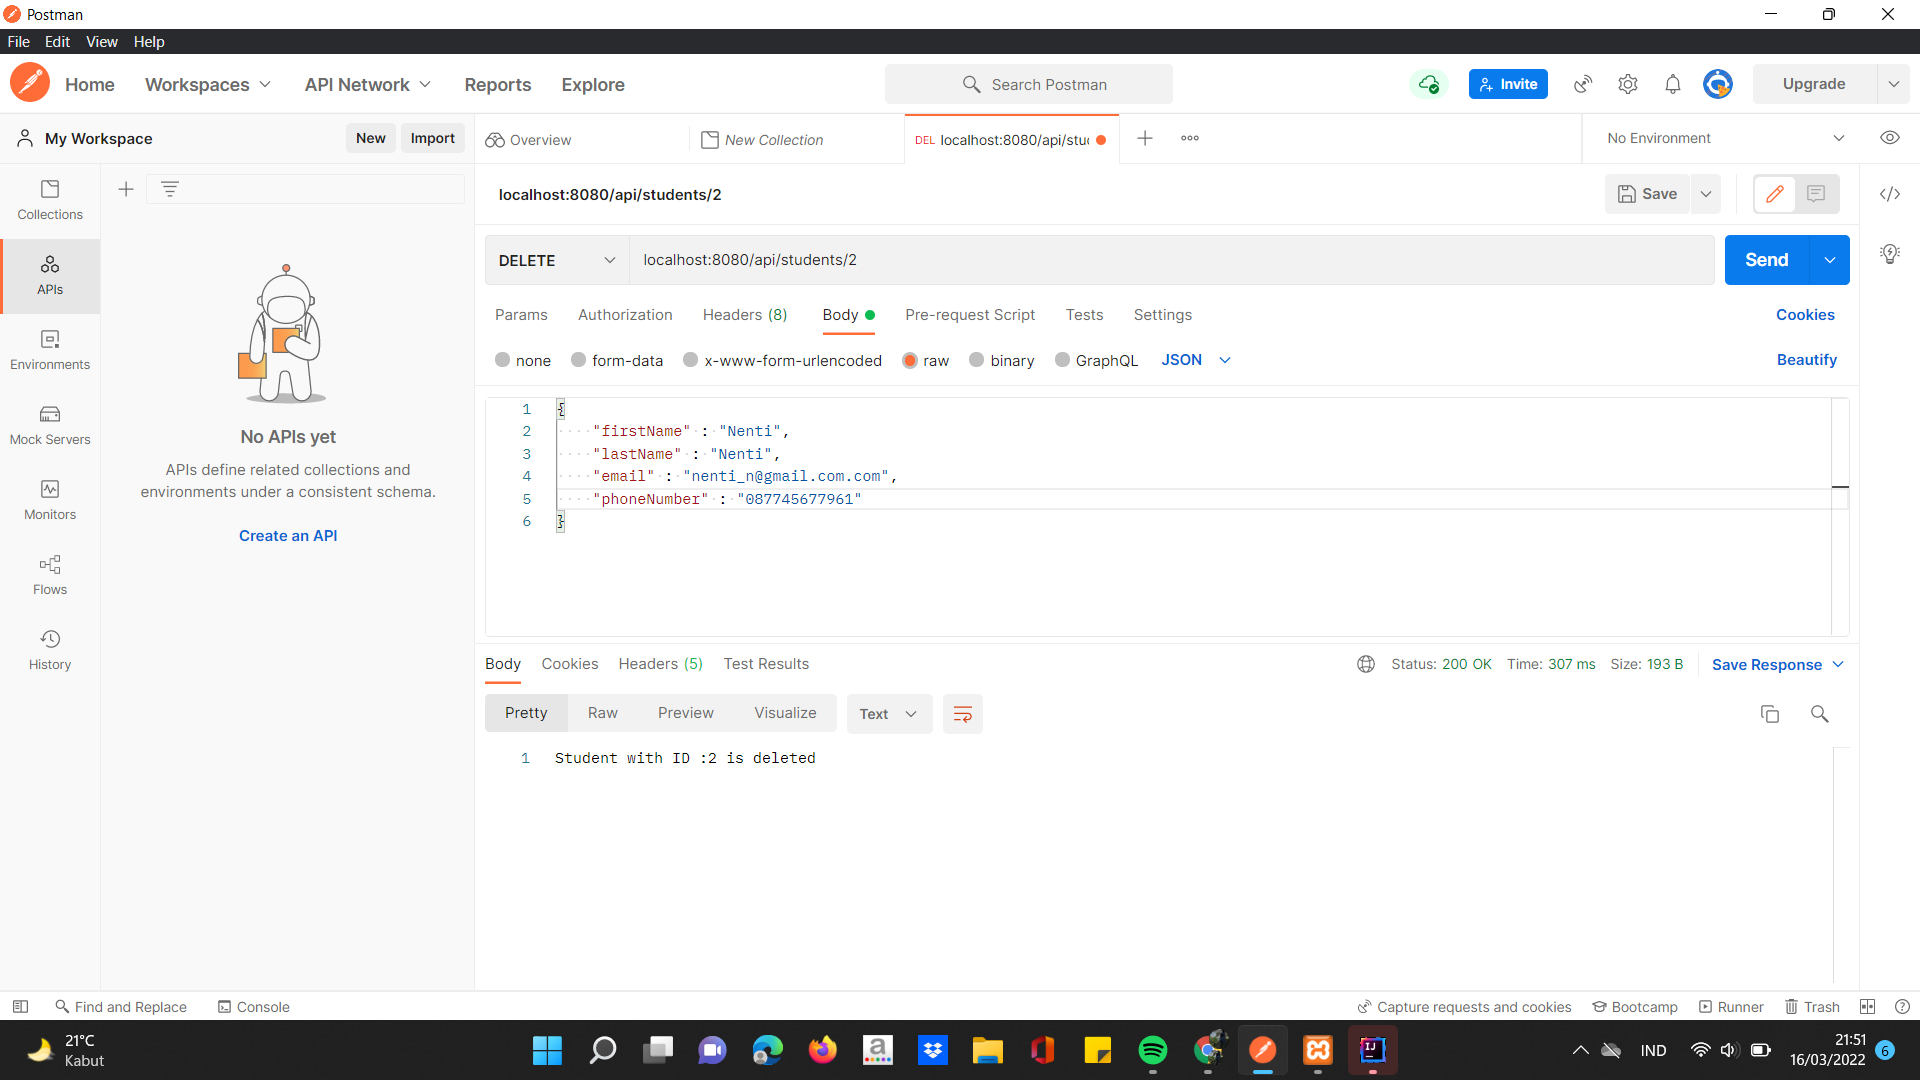 Postman
File Edit View Help
Home Workspaces API Network Reports Explore Search Postman Invite Upgrade
My Workspace New Import Overview New Collection DEL localhost:8080/api/stu No Environment
localhost:8080/api/students/2 Save
DELETE localhost:8080/api/students/2 Send
Params Authorization Headers (8) Body Pre-request Script Tests Settings Cookies
none form-data x-www-form-urlencoded raw binary GraphQL JSON Beautify
Collections
APIs
Environments
Mock Servers
Monitors
Flows
History
No APIs yet
APIs define related collections and
environments under a consistent schema.
Create an API
1 {
2 "firstName" : "Nenti",
3 "lastName" : "Nenti",
4 "email" : "nenti_n@gmail.com.com",
5 "phoneNumber" : "087745677961"
6 }
Body Cookies Headers (5) Test Results Status: 200 OK Time: 307 ms Size: 193 B Save Response
Pretty Raw Preview Visualize Text
1 Student with ID :2 is deleted
Find and Replace Console Capture requests and cookies Bootcamp Runner Trash
21°C
Kabut
a
IJ
IND
21:51
16/03/2022
6